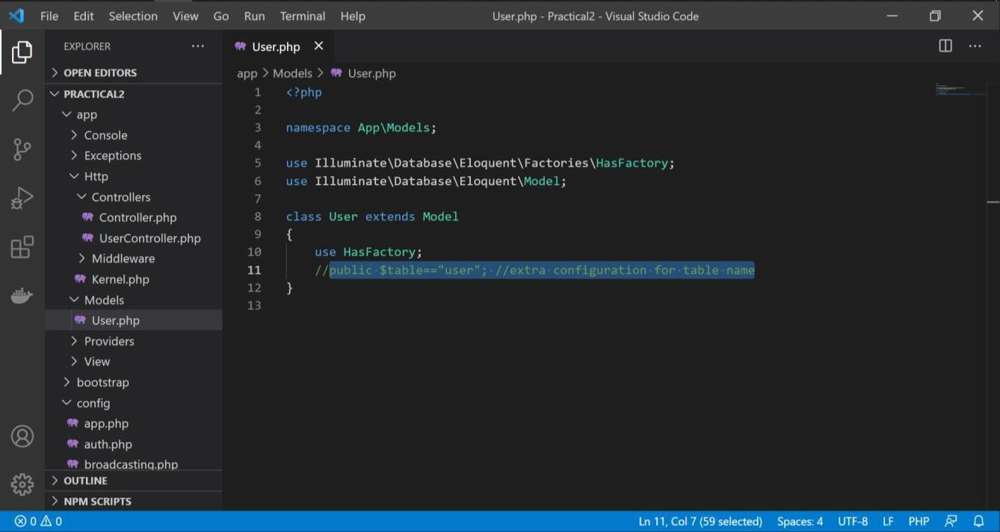 File Edit Selection View Go Run Terminal Help User.php - Practical2 - Visual Studio Code
EXPLORER
OPEN EDITORS
PRACTICAL2
app
Console
Exceptions
Http
Controllers
Controller.php
UserController.php
Middleware
Kernel.php
Models
User.php
Providers
View
bootstrap
config
app.php
auth.php
broadcasting.php
OUTLINE
NPM SCRIPTS
User.php
app > Models > User.php
1 <?php
2
3 namespace App\Models;
4
5 use Illuminate\Database\Eloquent\Factories\HasFactory;
6 use Illuminate\Database\Eloquent\Model;
7
8 class User extends Model
9 {
10 use HasFactory;
11 //public $table=="user"; //extra configuration for table name
12 }
13
0 0 Ln 11, Col 7 (59 selected) Spaces: 4 UTF-8 LF PHP